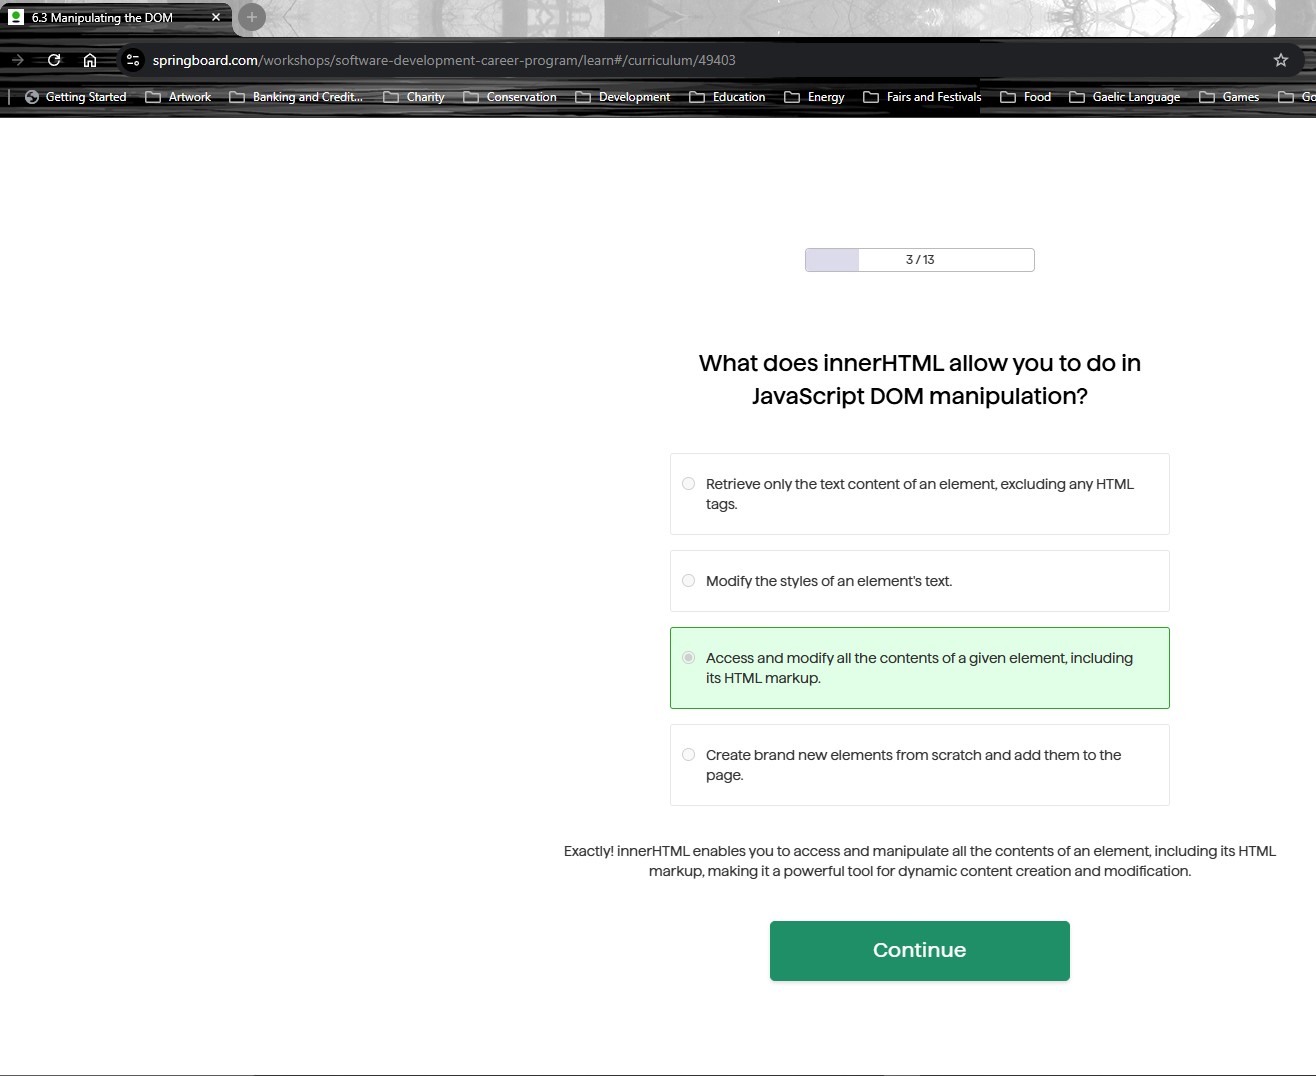 6.3 Manipulating the DOM
springboard.com/workshops/software-development-career-program/learn#/curriculum/49403
Getting Started Artwork Banking and Credit... Charity Conservation Development Education Energy Fairs and Festivals Food Gaelic Language Games Go
3 / 13
What does innerHTML allow you to do in
JavaScript DOM manipulation?
Retrieve only the text content of an element, excluding any HTML
tags.
Modify the styles of an element's text.
Access and modify all the contents of a given element, including
its HTML markup.
Create brand new elements from scratch and add them to the
page.
Exactly! innerHTML enables you to access and manipulate all the contents of an element, including its HTML
markup, making it a powerful tool for dynamic content creation and modification.
Continue